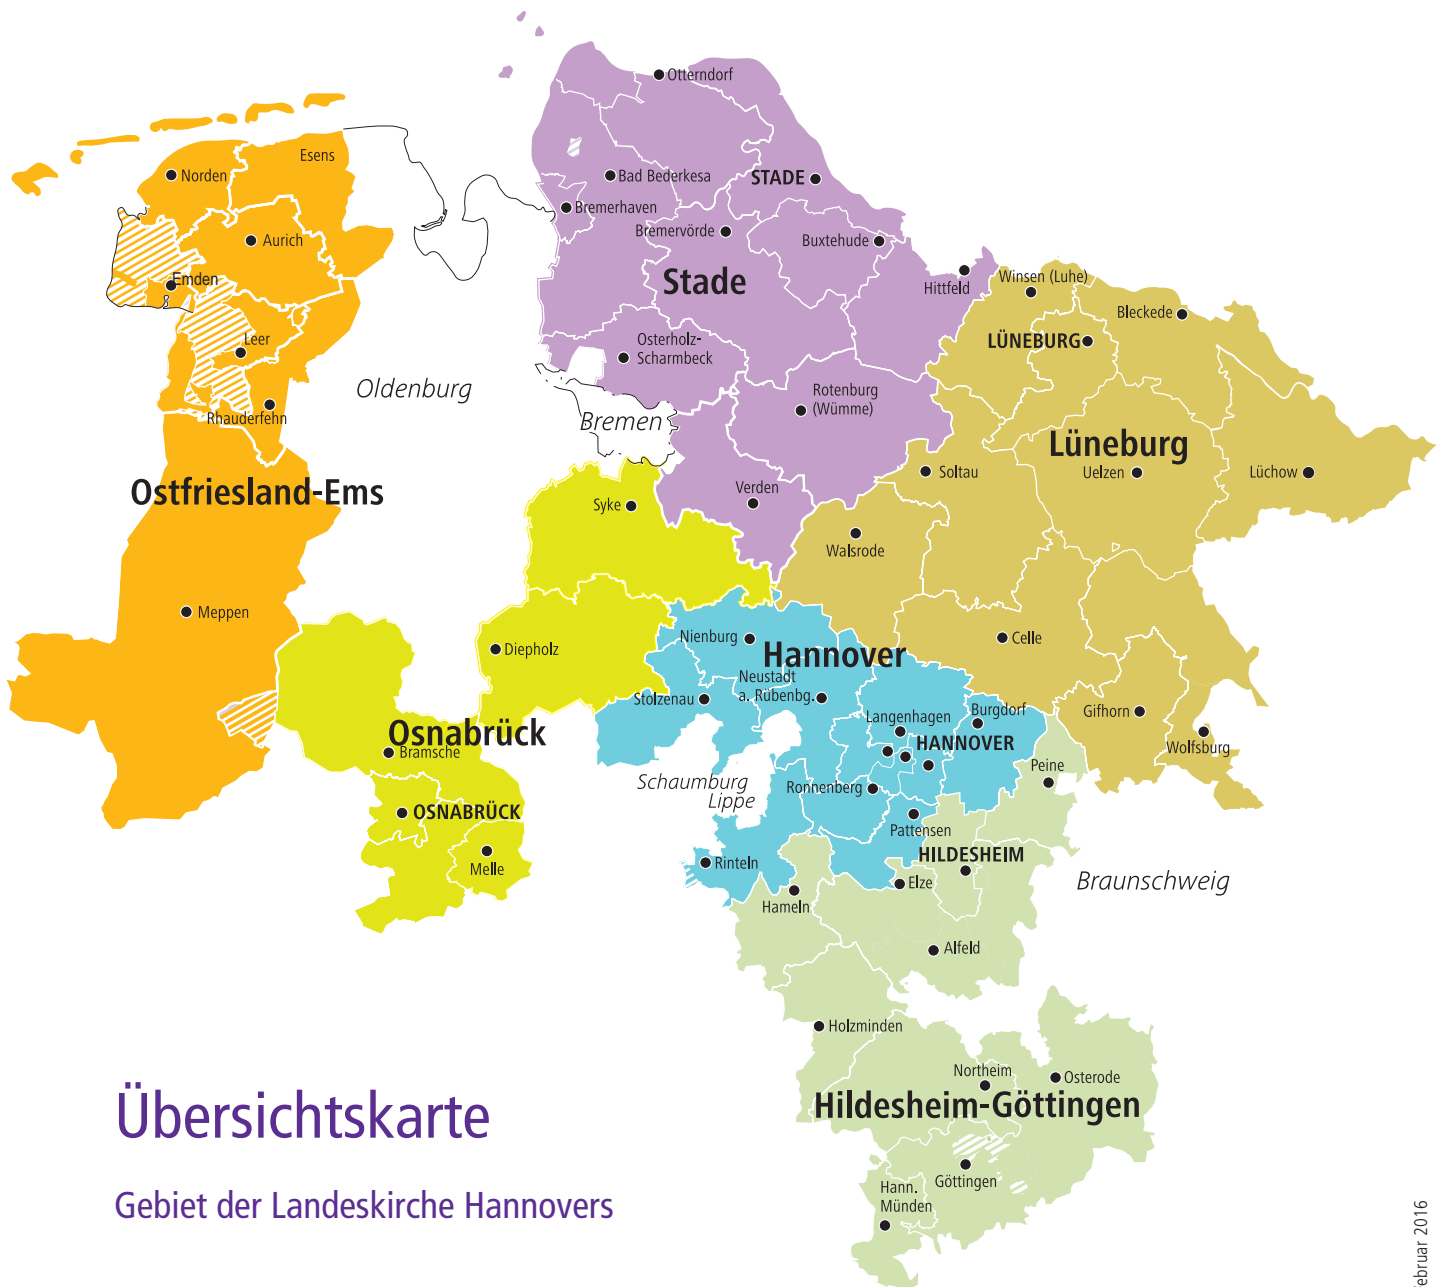 Otterndorf
Esens
Norden
Bad Bederkesa
STADE
Bremerhaven
Aurich
Bremervörde
Buxtehude
Emden
Stade
Hittfeld
Winsen (Luhe)
Bleckede
Leer
Osterholz-
Scharmbeck
LÜNEBURG
Oldenburg
Rotenburg
(Wümme)
Rhauderfehn
Bremen
Lüneburg
Ostfriesland-Ems
Soltau
Uelzen
Lüchow
Syke
Verden
Walsrode
Meppen
Nienburg
Celle
Diepholz
Hannover
Neustadt
a. Rübenbg.
Stolzenau
Langenhagen
Burgdorf
Gifhorn
Osnabrück
Bramsche
HANNOVER
Wolfsburg
Peine
Schaumburg
Lippe
Ronnenberg
OSNABRÜCK
Pattensen
HILDESHEIM
Melle
Rinteln
Elze
Braunschweig
Hameln
Alfeld
Holzminden
Northeim
Osterode
Hildesheim-Göttingen
Göttingen
Hann.
Münden
Übersichtskarte
Gebiet der Landeskirche Hannovers
2016